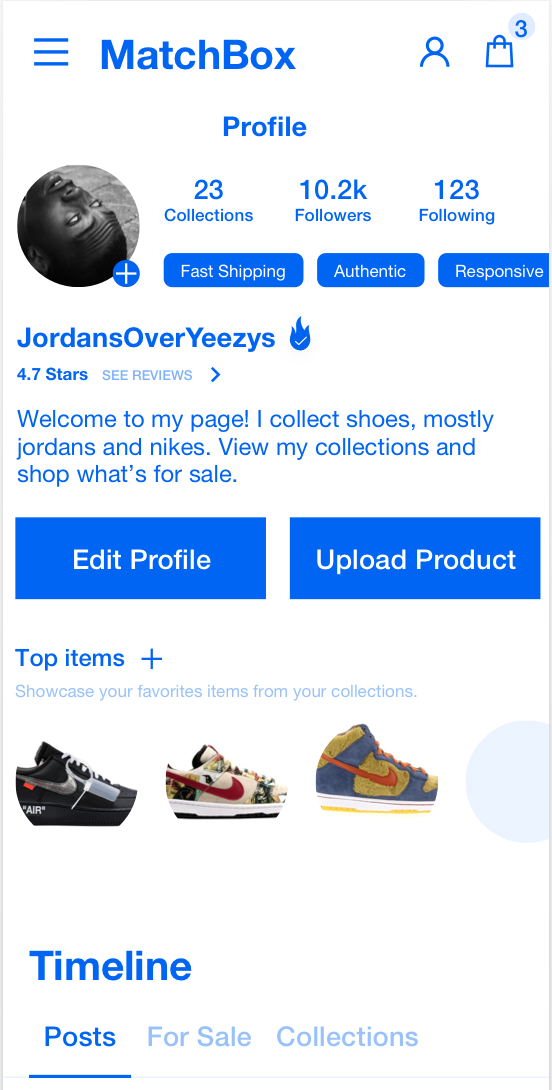 3
MatchBox
Profile
23 10.2k 123
Collections Followers Following
Fast Shipping Authentic Responsive
JordansOverYeezys
4.7 Stars SEE REVIEWS
Welcome to my page! I collect shoes, mostly
jordans and nikes. View my collections and
shop what’s for sale.
Edit Profile Upload Product
Top items
Showcase your favorites items from your collections.
"AIR"
Timeline
Posts For Sale Collections